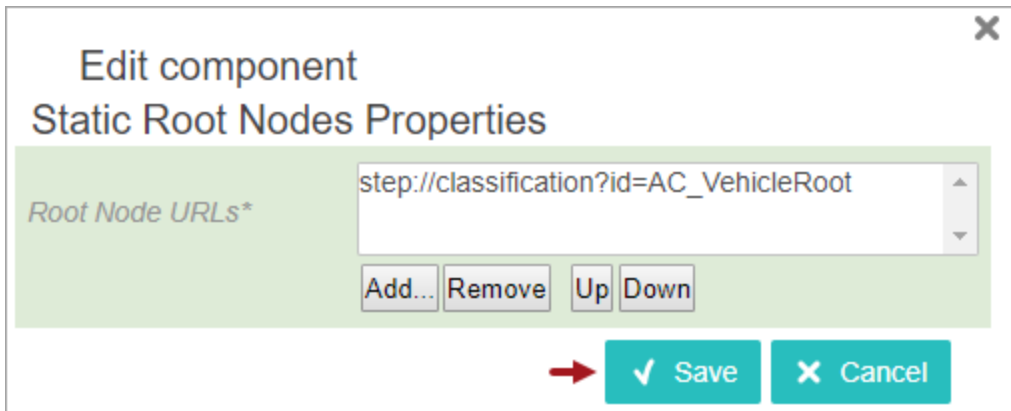 Edit component
Static Root Nodes Properties
Root Node URLs*
step://classification?id=AC_VehicleRoot
Add... Remove Up Down
Save Cancel